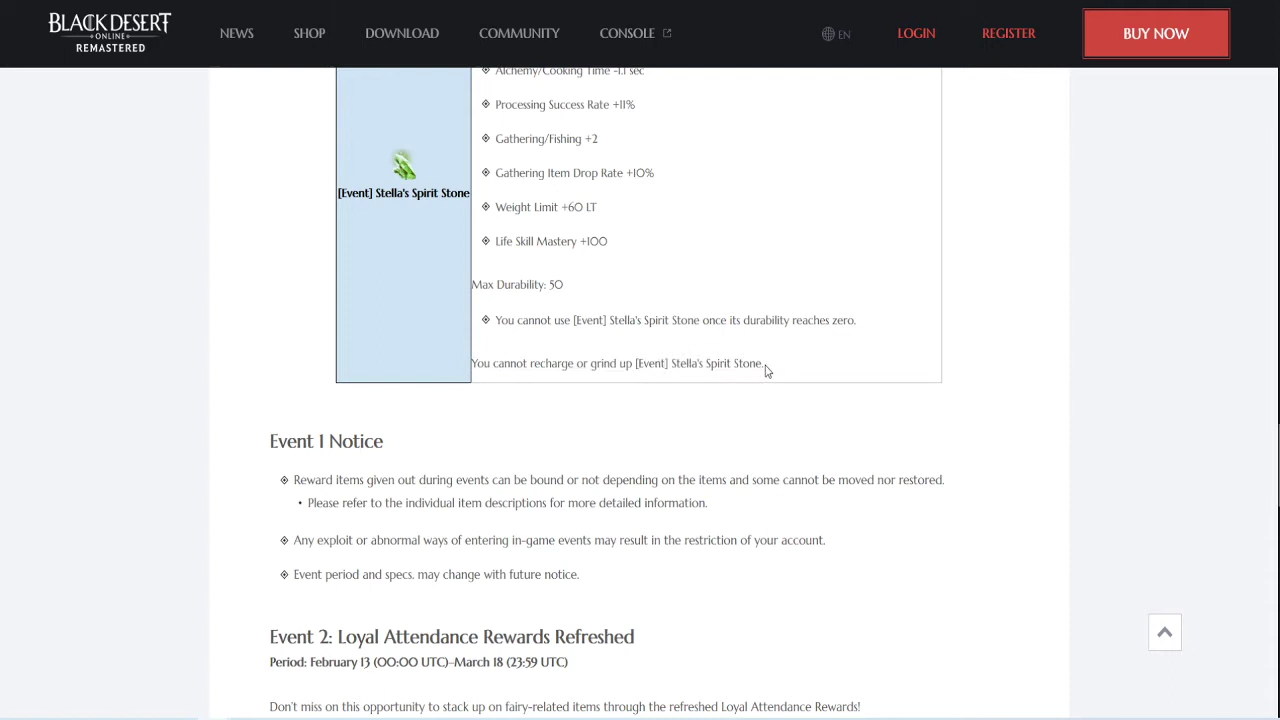 BLACK DESERT
ONLINE
REMASTERED
NEWS
SHOP
DOWNLOAD
COMMUNITY
CONSOLE
EN
LOGIN
REGISTER
BUY NOW
Alchemy/Cooking Time -1.1 sec
Processing Success Rate +11%
Gathering/Fishing +2
Gathering Item Drop Rate +10%
[Event] Stella's Spirit Stone
Weight Limit +60 LT
Life Skill Mastery +100
Max Durability: 50
You cannot use [Event] Stella's Spirit Stone once its durability reaches zero.
You cannot recharge or grind up [Event] Stella's Spirit Stone.
Event 1 Notice
Reward items given out during events can be bound or not depending on the items and some cannot be moved nor restored.
• Please refer to the individual item descriptions for more detailed information.
Any exploit or abnormal ways of entering in-game events may result in the restriction of your account.
Event period and specs. may change with future notice.
Event 2: Loyal Attendance Rewards Refreshed
Period: February 13 (00:00 UTC)–March 18 (23:59 UTC)
Don't miss on this opportunity to stack up on fairy-related items through the refreshed Loyal Attendance Rewards!